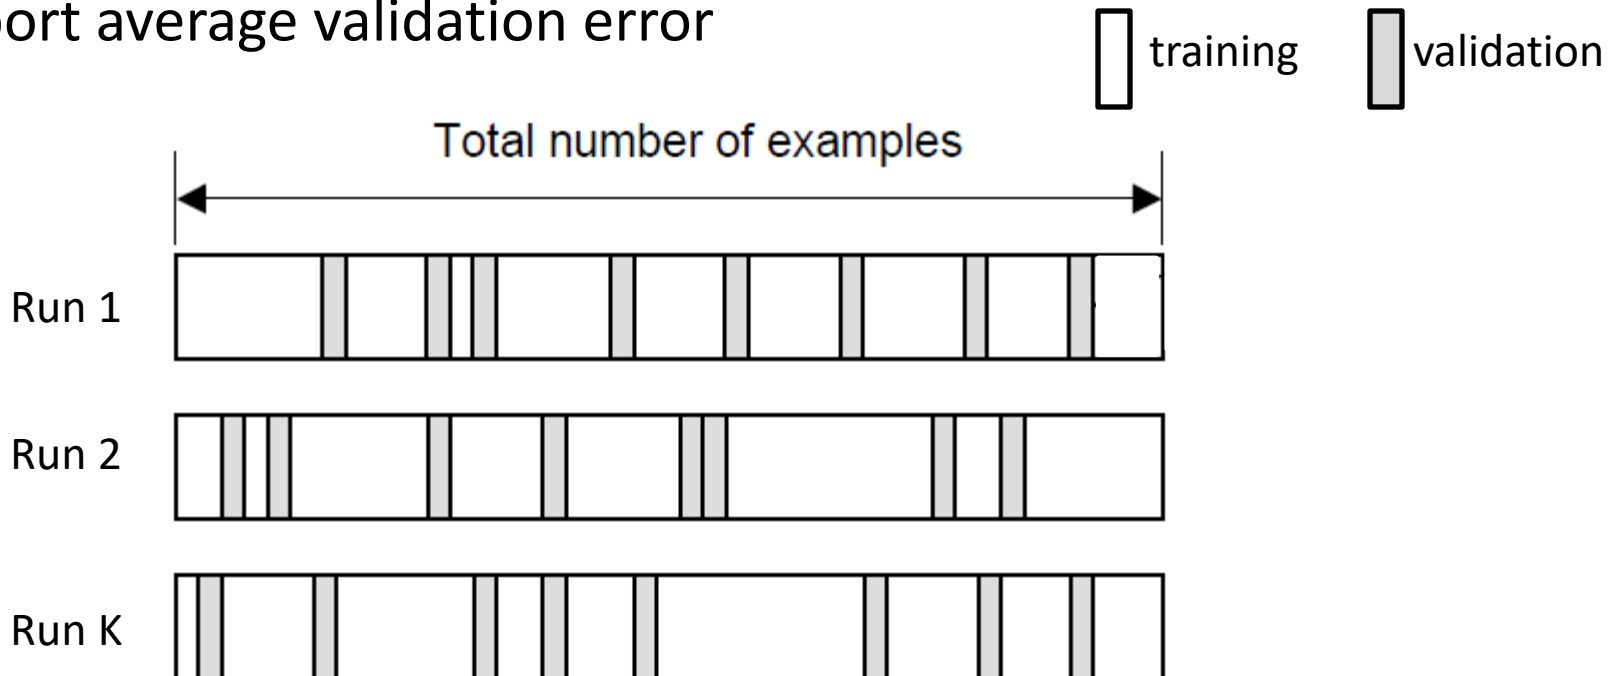 ort average validation error
training
validation
Total number of examples
Run 1
Run 2
Run K